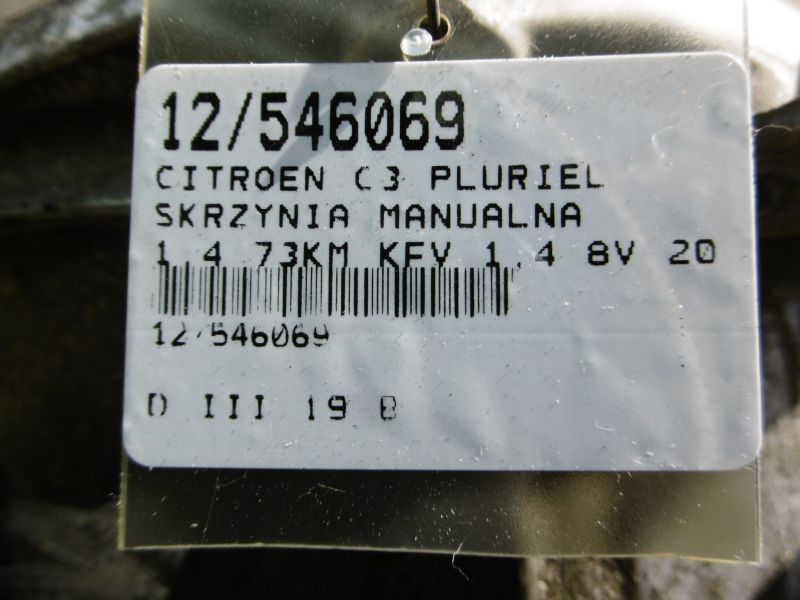 12/546069
CITROEN C3 PLURIEL
SKRZYNIA MANUALNA
1.4 73KM KFV 1.4 8V 20
12/546069
D III 19